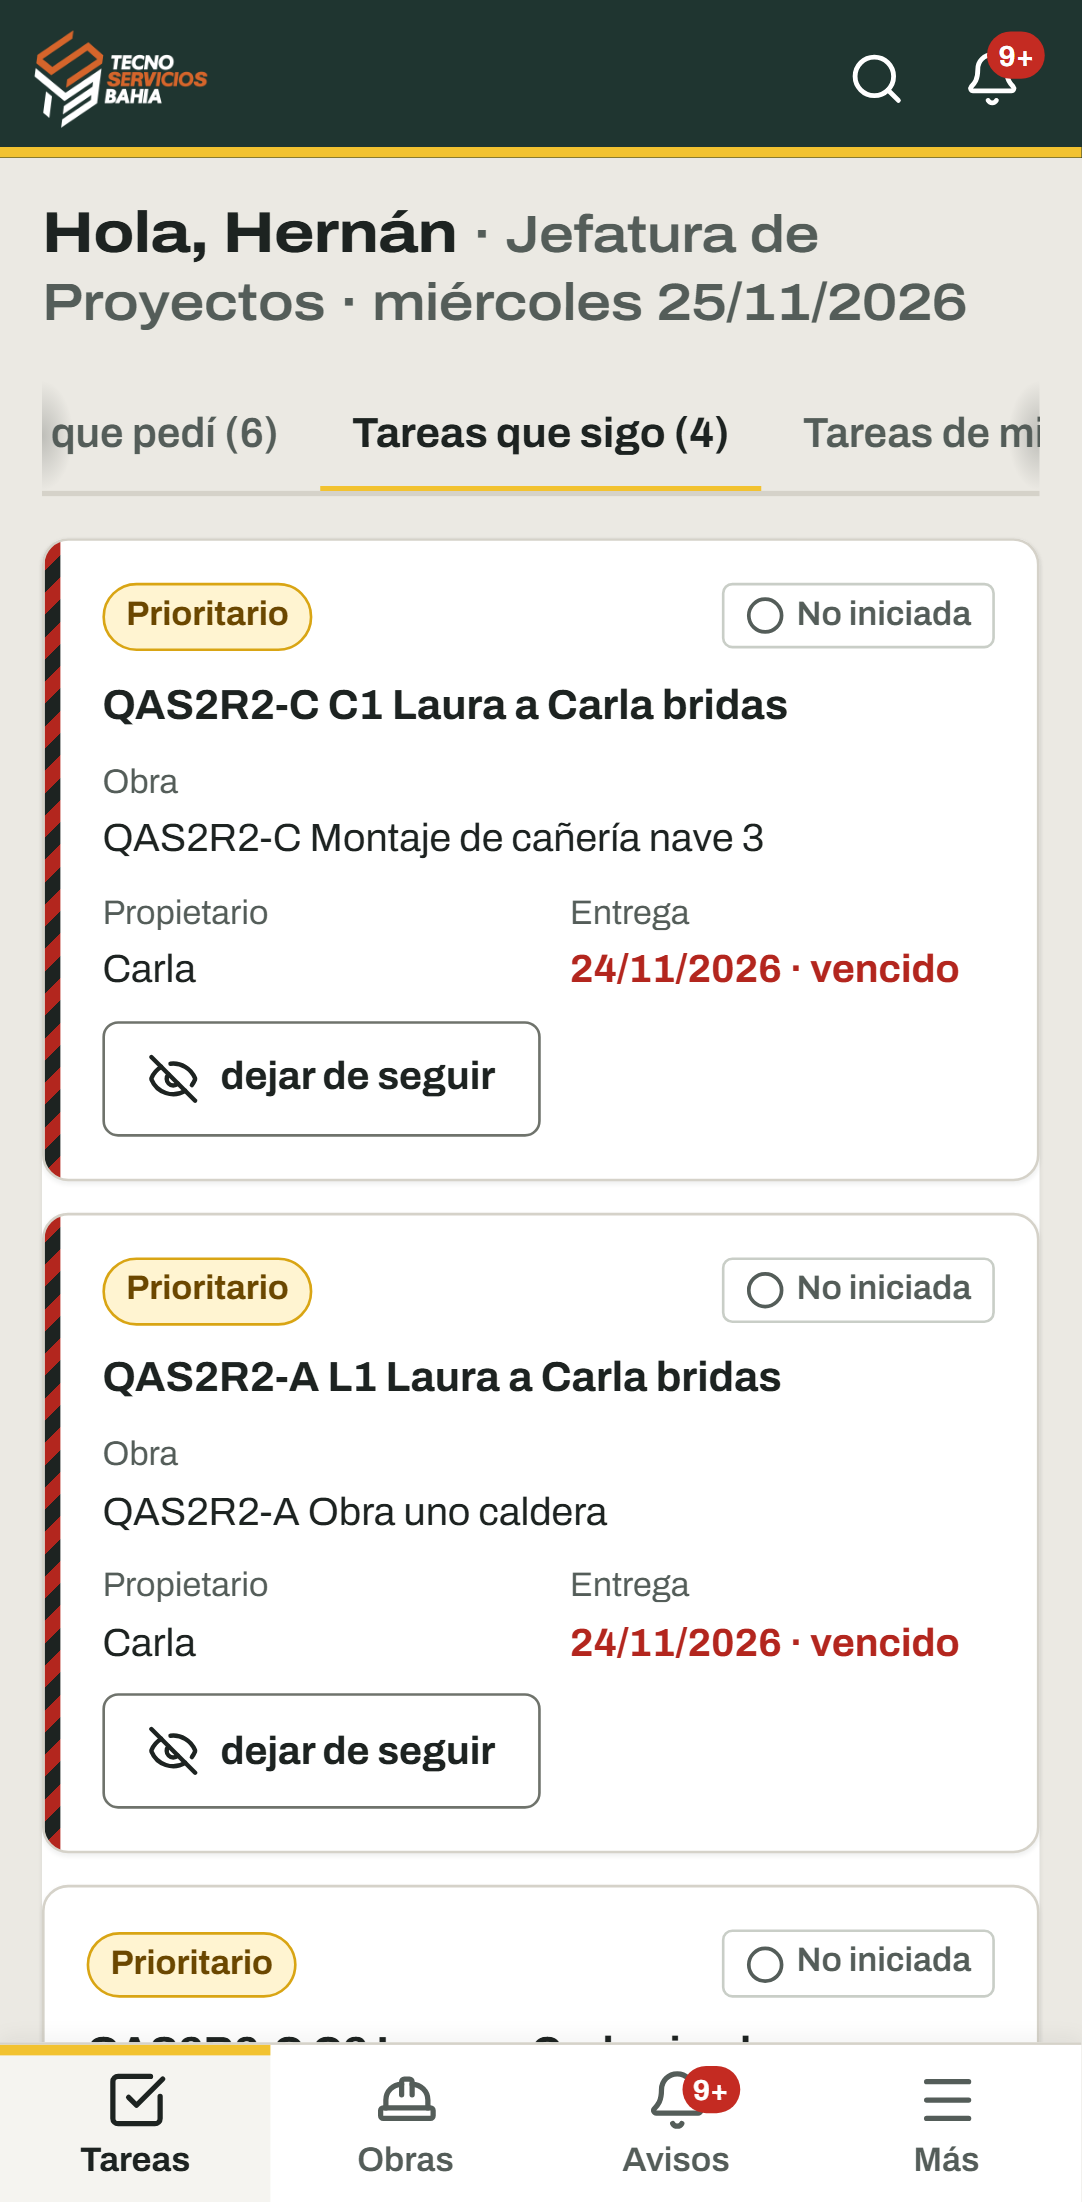 TECNO
SERVICIOS
BAHIA
9+
Hola, Hernán · Jefatura de
Proyectos · miércoles 25/11/2026
que pedí (6)
Tareas que sigo (4)
Tareas de mi
Prioritario
No iniciada
QAS2R2-C C1 Laura a Carla bridas
Obra
QAS2R2-C Montaje de cañería nave 3
Propietario
Entrega
Carla
24/11/2026 · vencido
dejar de seguir
Prioritario
No iniciada
QAS2R2-A L1 Laura a Carla bridas
Obra
QAS2R2-A Obra uno caldera
Propietario
Entrega
Carla
24/11/2026 · vencido
dejar de seguir
Prioritario
No iniciada
9+
Tareas
Obras
Avisos
Más